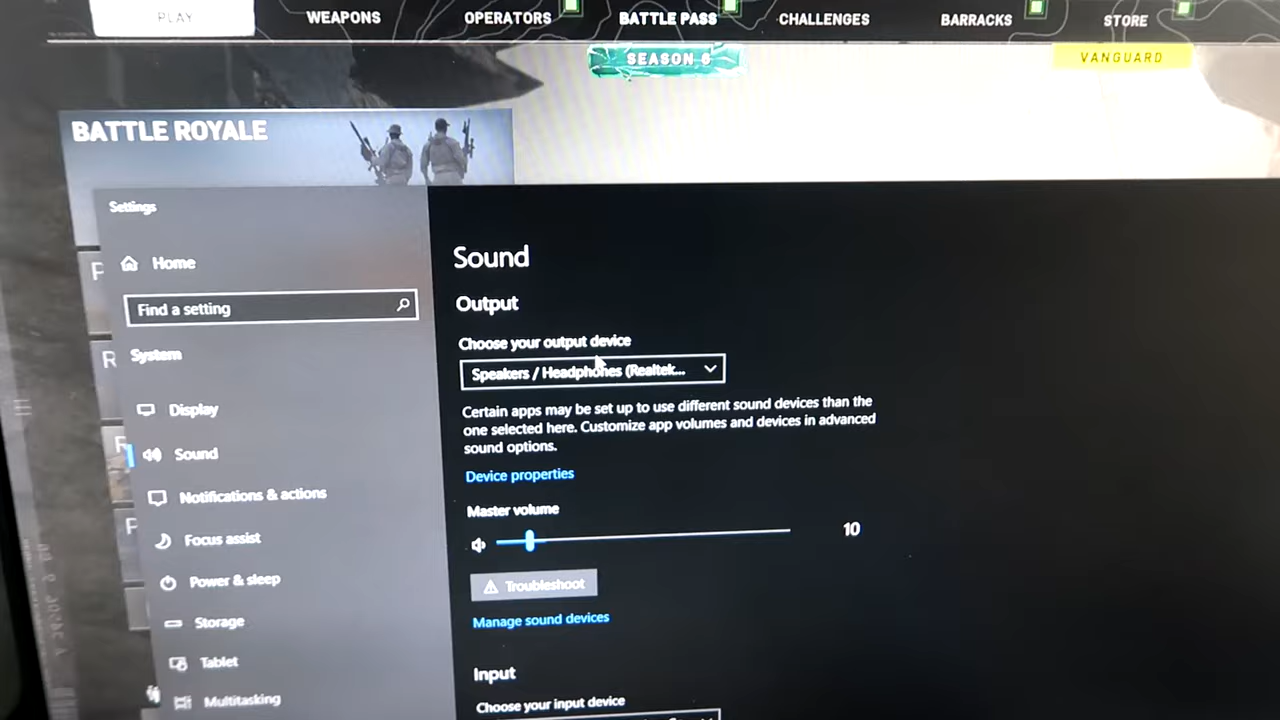 PLAY
WEAPONS
OPERATORS
BATTLE PASS
CHALLENGES
BARRACKS
STORE
SEASON 6
VANGUARD
BATTLE ROYALE
Settings
Home
Find a setting
System
Display
Sound
Notifications & actions
Focus assist
Power & sleep
Storage
Tablet
Multitasking
Sound
Output
Choose your output device
Speakers / Headphones (Realtek...
Certain apps may be set up to use different sound devices than the
one selected here. Customize app volumes and devices in advanced
sound options.
Device properties
Master volume
10
Troubleshoot
Manage sound devices
Input
Choose your input device